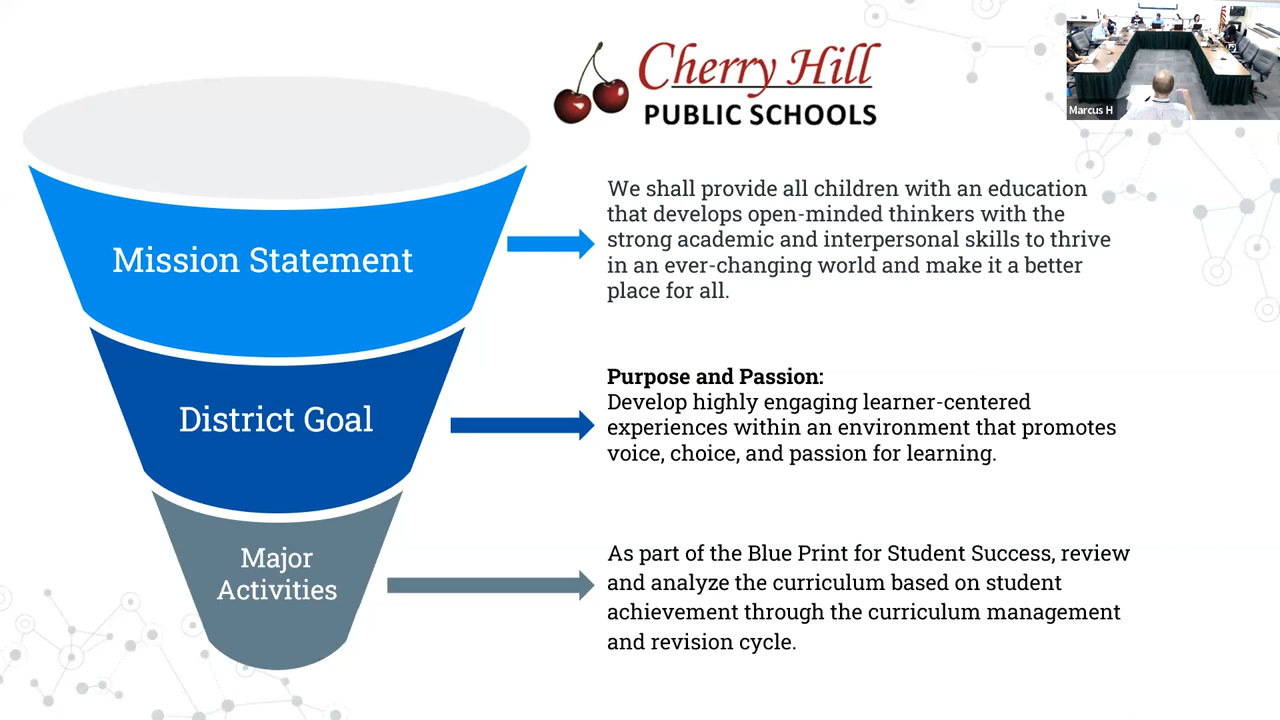 Cherry Hill
PUBLIC SCHOOLS
Marcus H
Mission Statement
We shall provide all children with an education
that develops open-minded thinkers with the
strong academic and interpersonal skills to thrive
in an ever-changing world and make it a better
place for all.
District Goal
Purpose and Passion:
Develop highly engaging learner-centered
experiences within an environment that promotes
voice, choice, and passion for learning.
Major
Activities
As part of the Blue Print for Student Success, review
and analyze the curriculum based on student
achievement through the curriculum management
and revision cycle.